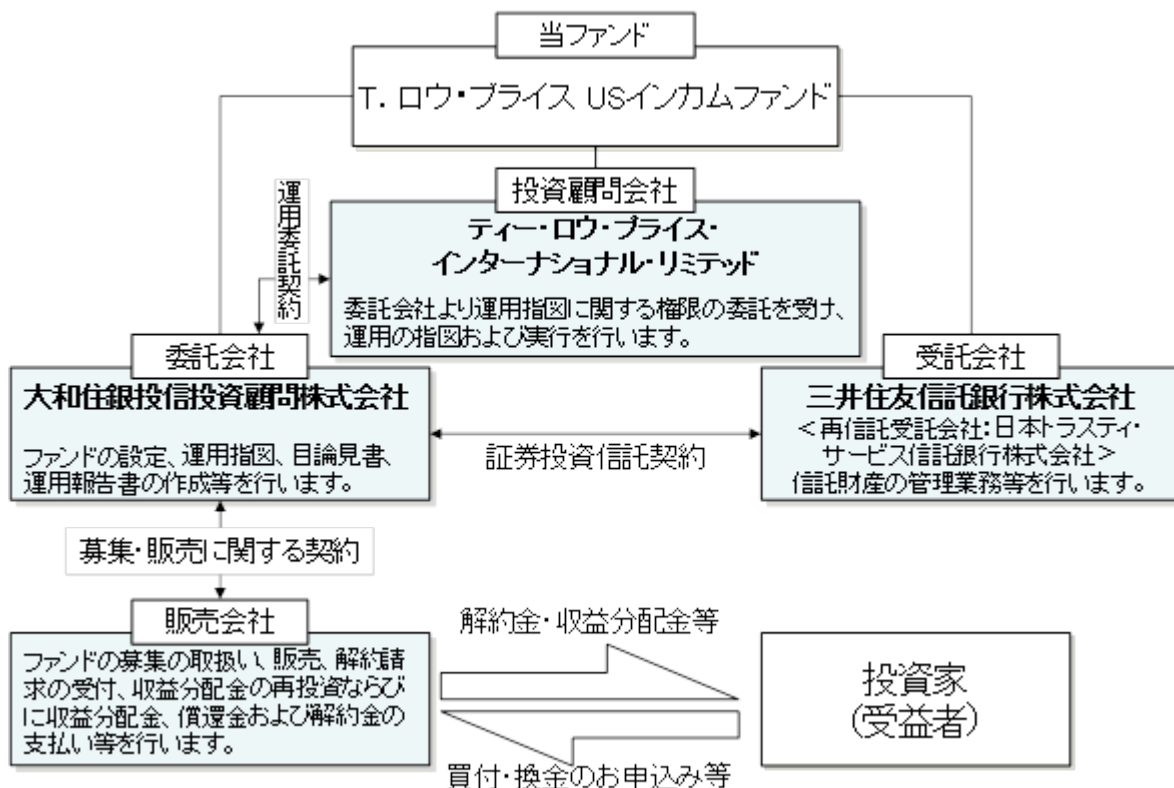 当ファンド
T. ロウ・プライス USインカムファンド
運用委託契約
投資顧問会社
ティー・ロウ・プライス・
インターナショナル・リミテッド
委託会社より運用指図に関する権限の委託を受け、
運用の指図および実行を行います。
委託会社
大和住銀投信投資顧問株式会社
ファンドの設定、運用指図、目論見書、
運用報告書の作成等を行います。
証券投資信託契約
受託会社
三井住友信託銀行株式会社
<再信託受託会社:日本トラスティ・
サービス信託銀行株式会社>
信託財産の管理業務等を行います。
募集・販売に関する契約
販売会社
ファンドの募集の取扱い、販売、解約請
求の受付、収益分配金の再投資ならび
に収益分配金、償還金および解約金の
支払い等を行います。
解約金・収益分配金等
買付・換金のお申込み等
投資家
(受益者)